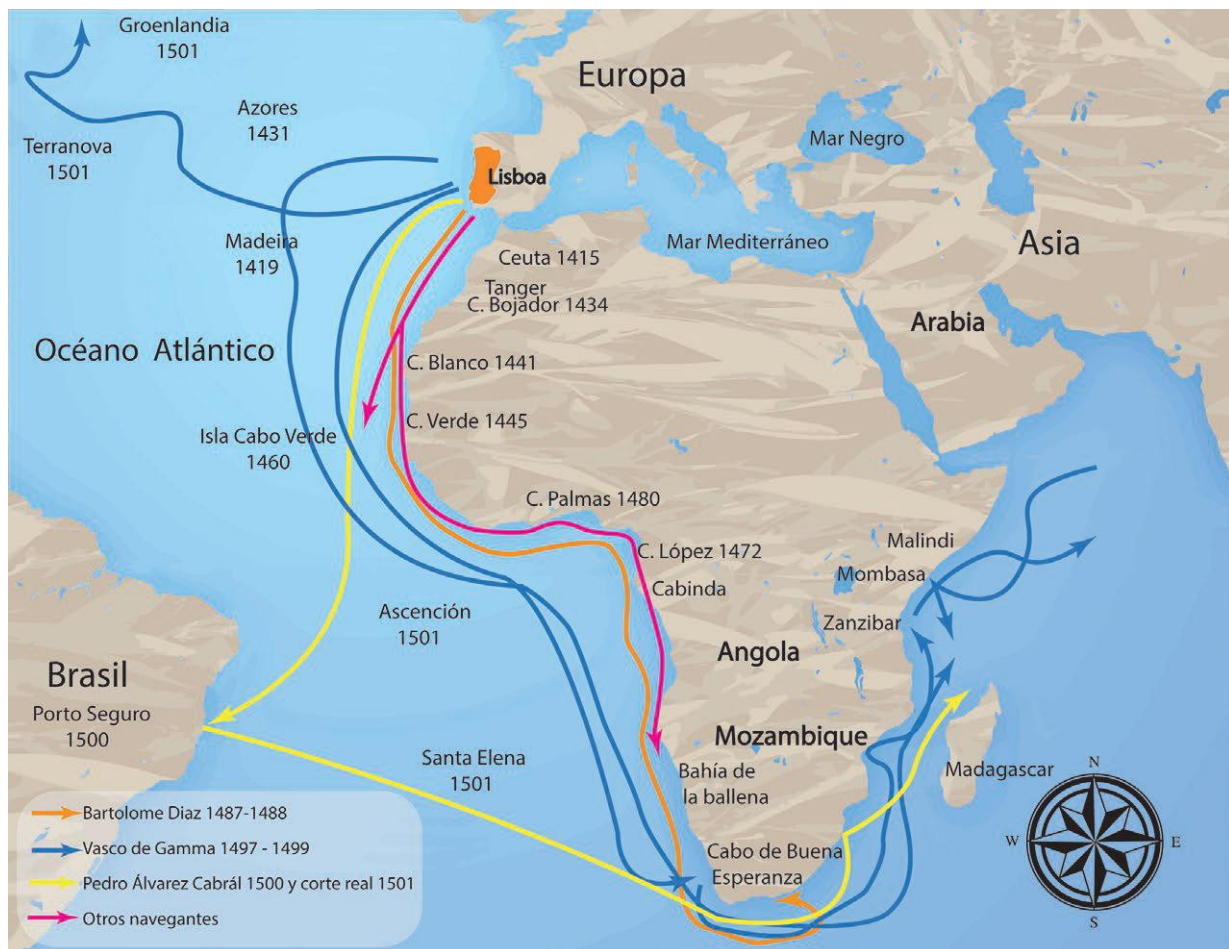 Groenlandia
1501
Europa
Azores
1431
Terranova
1501
Mar Negro
Lisboa
Madeira
1419
Mar Mediterráneo
Asia
Ceuta 1415
Tanger
C. Bojador 1434
Arabia
Océano Atlántico
C. Blanco 1441
C. Verde 1445
Isla Cabo Verde
1460
C. Palmas 1480
C. López 1472
Malindi
Cabinda
Mombasa
Zanzibar
Ascención
1501
Angola
Brasil
Porto Seguro
1500
Mozambique
Santa Elena
1501
Bahía de
la ballena
Madagascar
Cabo de Buena
Esperanza
N
W
E
S
Bartolome Diaz 1487-1488
Vasco de Gamma 1497 - 1499
Pedro Álvarez Cabrál 1500 y corte real 1501
Otros navegantes